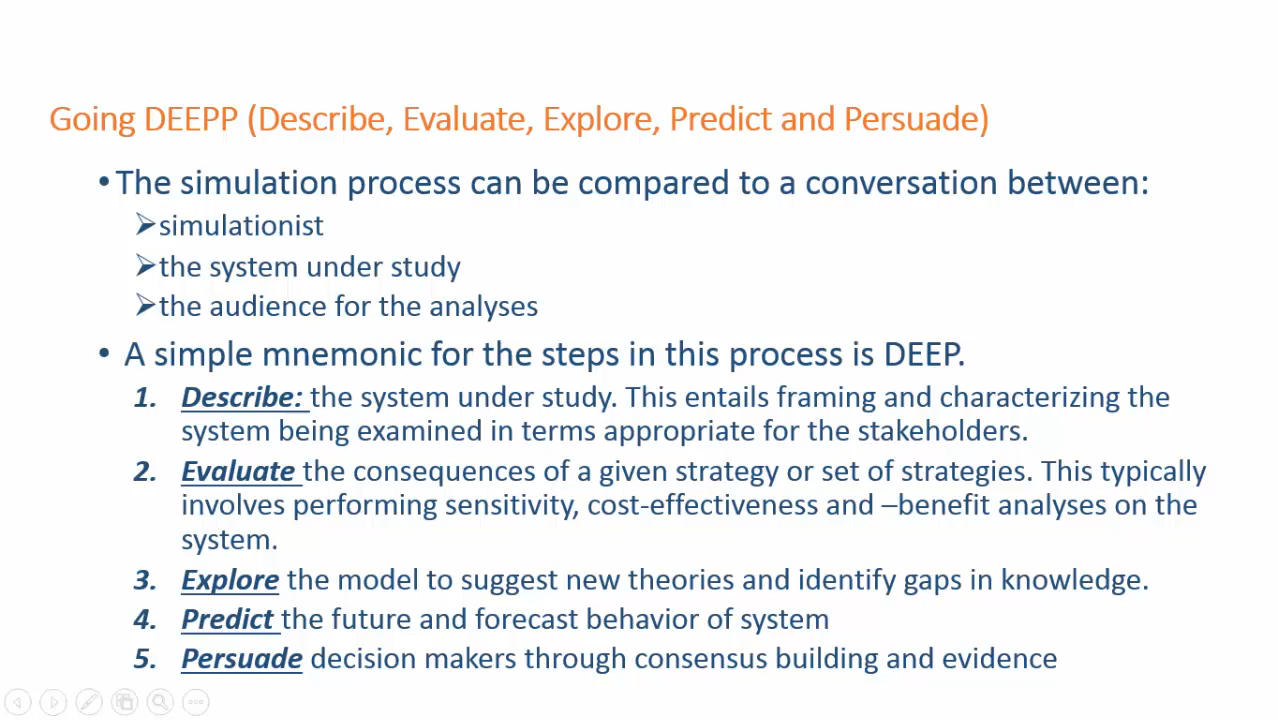 Going DEEPP (Describe, Evaluate, Explore, Predict and Persuade)
•The simulation process can be compared to a conversation between:
➢simulationist
➢the system under study
➢the audience for the analyses
• A simple mnemonic for the steps in this process is DEEP.
1. Describe: the system under study. This entails framing and characterizing the
system being examined in terms appropriate for the stakeholders.
2. Evaluate the consequences of a given strategy or set of strategies. This typically
involves performing sensitivity, cost-effectiveness and –benefit analyses on the
system.
3. Explore the model to suggest new theories and identify gaps in knowledge.
4. Predict the future and forecast behavior of system
5. Persuade decision makers through consensus building and evidence